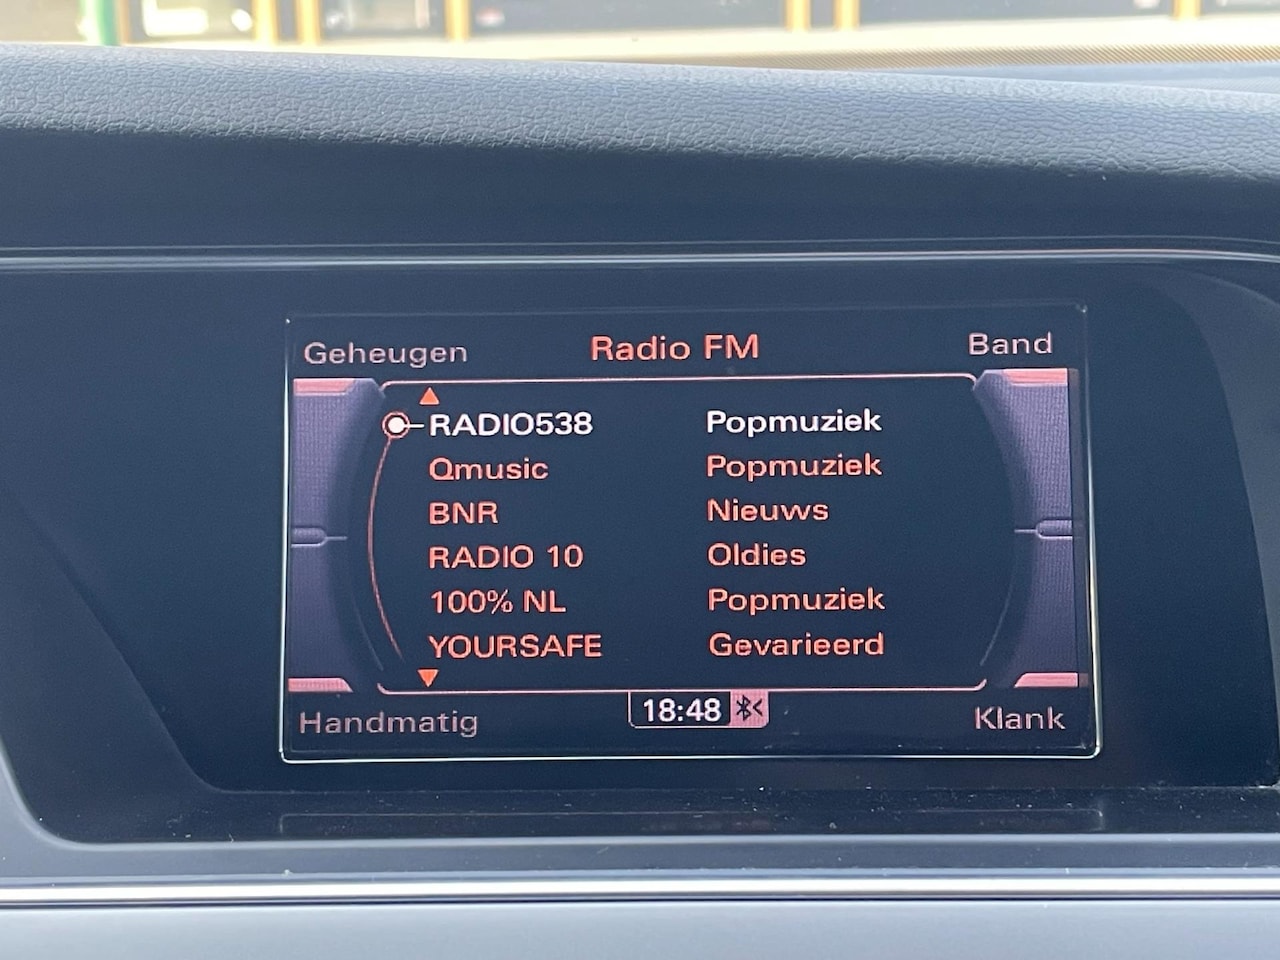 Geheugen Radio FM Band
RADIO538 Popmuziek
Qmusic Popmuziek
BNR Nieuws
RADIO 10 Oldies
100% NL Popmuziek
YOURSAFE Gevarieerd
Handmatig 18:48 Klank